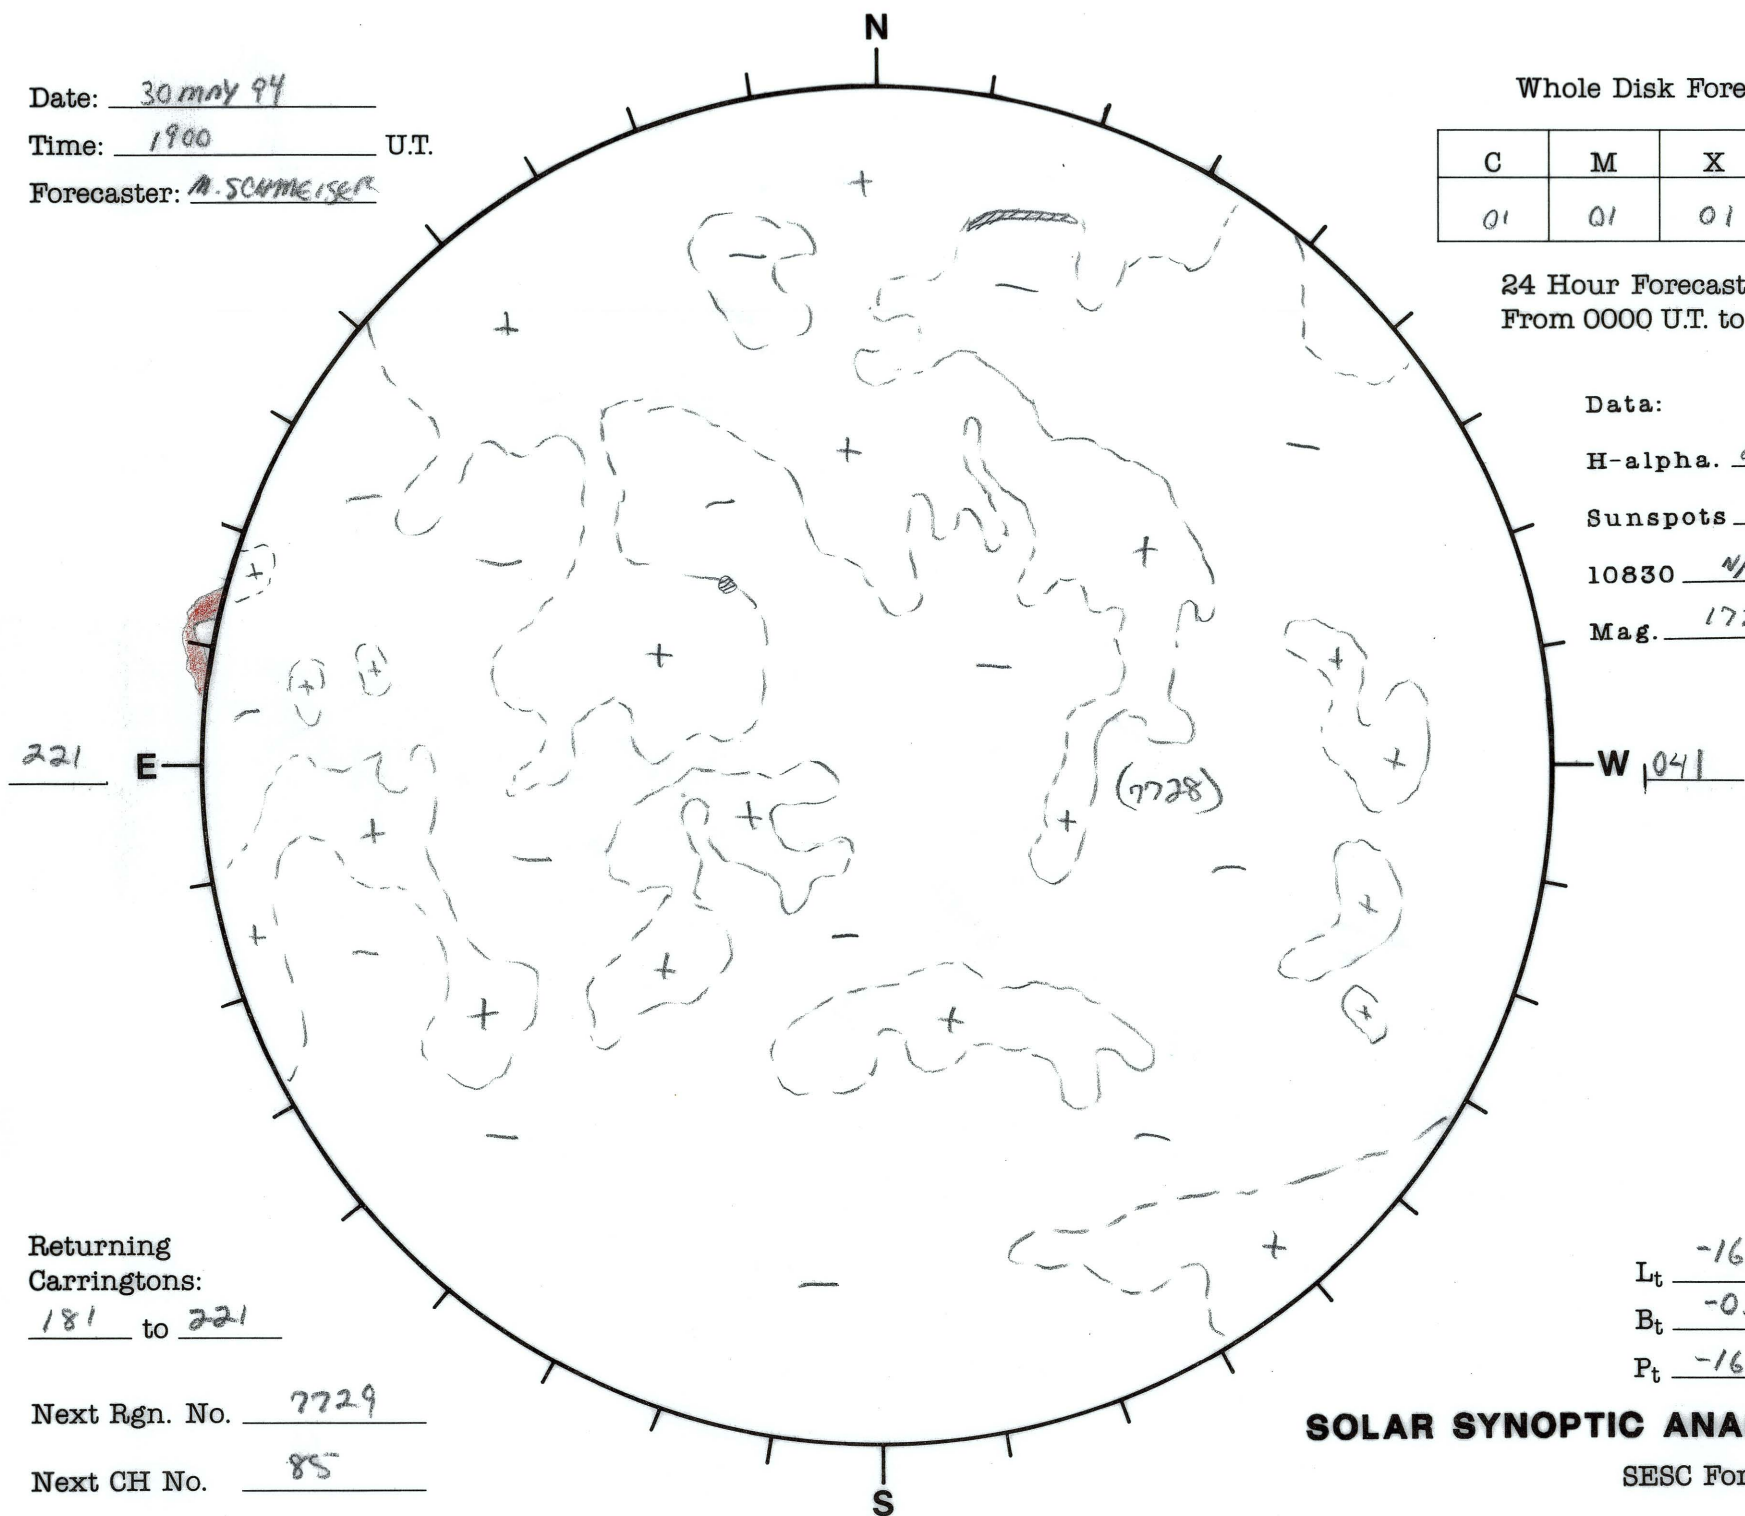 N
Date: 30 MAY 94
Time: 1900 U.T.
Forecaster: M. SCHMEISER
Whole Disk Fore
C M X
01 01 01
24 Hour Forecast
From 0000 U.T. to
Data:
H-alpha.
Sunspots
10830 N/
Mag. 17
+
−
−
+
+
−
−
−
−
+
+
+
−
+
+
+
−
−
+
221 E
W 041
+
(7728)
+
+
+
−
−
+
+
−
−
+
+
+
+
−
−
+
−
Returning
Carringtons:
181 to 221
Next Rgn. No. 7729
Next CH No. 85
Lt -16
Bt -0.
Pt -16
SOLAR SYNOPTIC ANA
SESC For
S